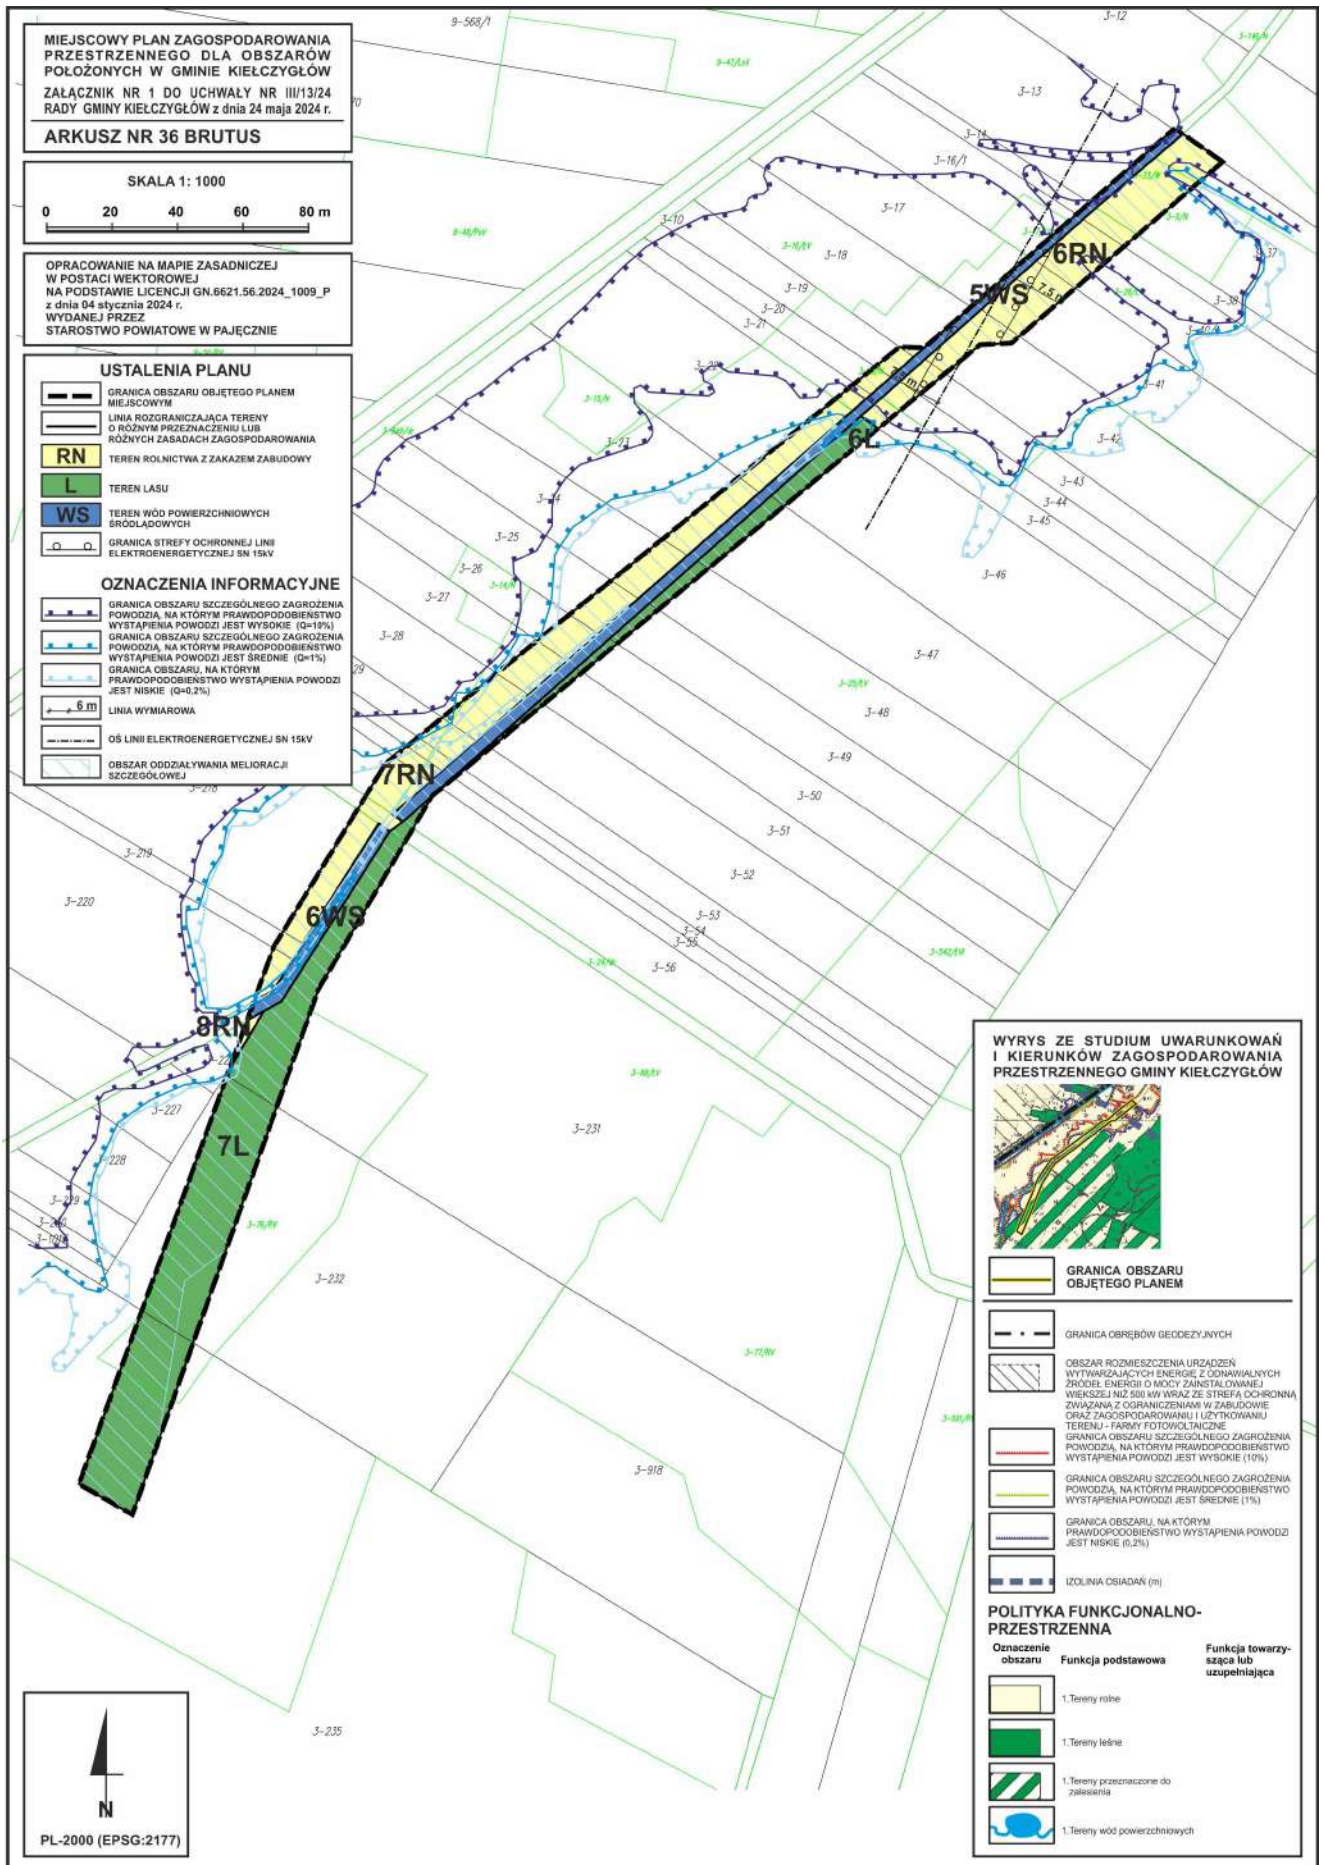 MIEJSCOWY PLAN ZAGOSPODAROWANIA
PRZESTRZENNEGO DLA OBSZARÓW
POŁOŻONYCH W GMINIE KIEŁCZYGŁÓW
ZAŁĄCZNIK NR 1 DO UCHWAŁY NR III/13/24
RADY GMINY KIEŁCZYGŁÓW z dnia 24 maja 2024 r.
ARKUSZ NR 36 BRUTUS
SKALA 1: 1000
0 20 40 60 80 m
OPRACOWANIE NA MAPIE ZASADNICZEJ
W POSTACI WEKTOROWEJ
NA PODSTAWIE LICENCJI GN.6621.56.2024_1009_P
z dnia 04 stycznia 2024 r.
WYDANEJ PRZEZ
STAROSTWO POWIATOWE W PAJĘCZNIE
USTALENIA PLANU
GRANICA OBSZARU OBJĘTEGO PLANEM
MIEJSCOWYM
LINIA ROZGRANICZAJĄCA TERENY
O RÓŻNYM PRZEZNACZENIU LUB
RÓŻNYCH ZASADACH ZAGOSPODAROWANIA
RN TEREN ROLNICTWA Z ZAKAZEM ZABUDOWY
L TEREN LASU
WS TEREN WÓD POWIERZCHNIOWYCH
ŚRÓDLĄDOWYCH
GRANICA STREFY OCHRONNEJ LINII
ELEKTROENERGETYCZNEJ SN 15kV
OZNACZENIA INFORMACYJNE
GRANICA OBSZARU SZCZEGÓLNEGO ZAGROŻENIA
POWODZIĄ, NA KTÓRYM PRAWDOPODOBIEŃSTWO
WYSTĄPIENIA POWODZI JEST WYSOKIE (Q=10%)
GRANICA OBSZARU SZCZEGÓLNEGO ZAGROŻENIA
POWODZIĄ, NA KTÓRYM PRAWDOPODOBIEŃSTWO
WYSTĄPIENIA POWODZI JEST ŚREDNIE (Q=1%)
GRANICA OBSZARU, NA KTÓRYM
PRAWDOPODOBIEŃSTWO WYSTĄPIENIA POWODZI
JEST NISKIE (Q=0,2%)
6 m LINIA WYMIAROWA
OŚ LINII ELEKTROENERGETYCZNEJ SN 15kV
OBSZAR ODDZIAŁYWANIA MELIORACJI
SZCZEGÓŁOWEJ
9-568/1
3-12
3-13
3-14
3-16/1
3-17
3-10
3-18
3-19
3-20
3-21
3-23
3-25
3-26
3-27
3-28
3-38
3-41
3-42
3-43
3-44
3-45
3-46
3-47
3-48
3-49
3-50
3-51
3-52
3-53
3-54
3-55
3-56
3-219
3-220
3-227
3-231
3-232
3-918
3-235
6RN
5WS
6L
7RN
6WS
8RN
7L
N
PL-2000 (EPSG:2177)
WYRYS ZE STUDIUM UWARUNKOWAŃ
I KIERUNKÓW ZAGOSPODAROWANIA
PRZESTRZENNEGO GMINY KIEŁCZYGŁÓW
GRANICA OBSZARU
OBJĘTEGO PLANEM
GRANICA OBRĘBÓW GEODEZYJNYCH
OBSZAR ROZMIESZCZENIA URZĄDZEŃ
WYTWARZAJĄCYCH ENERGIĘ Z ODNAWIALNYCH
ŹRÓDEŁ ENERGII O MOCY ZAINSTALOWANEJ
WIĘKSZEJ NIŻ 500 kW WRAZ ZE STREFĄ OCHRONNĄ
ZWIĄZANĄ Z OGRANICZENIAMI W ZABUDOWIE
ORAZ ZAGOSPODAROWANIU I UŻYTKOWANIU
TERENU - FARMY FOTOWOLTAICZNE
GRANICA OBSZARU SZCZEGÓLNEGO ZAGROŻENIA
POWODZIĄ, NA KTÓRYM PRAWDOPODOBIEŃSTWO
WYSTĄPIENIA POWODZI JEST WYSOKIE (10%)
GRANICA OBSZARU SZCZEGÓLNEGO ZAGROŻENIA
POWODZIĄ, NA KTÓRYM PRAWDOPODOBIEŃSTWO
WYSTĄPIENIA POWODZI JEST ŚREDNIE (1%)
GRANICA OBSZARU, NA KTÓRYM
PRAWDOPODOBIEŃSTWO WYSTĄPIENIA POWODZI
JEST NISKIE (0,2%)
IZOLINIA OSIADAŃ (m)
POLITYKA FUNKCJONALNO-
PRZESTRZENNA
Oznaczenie obszaru Funkcja podstawowa Funkcja towarzy-
sząca lub
uzupełniająca
1.Tereny rolne
1.Tereny leśne
1.Tereny przeznaczone do
zalesienia
1.Tereny wód powierzchniowych